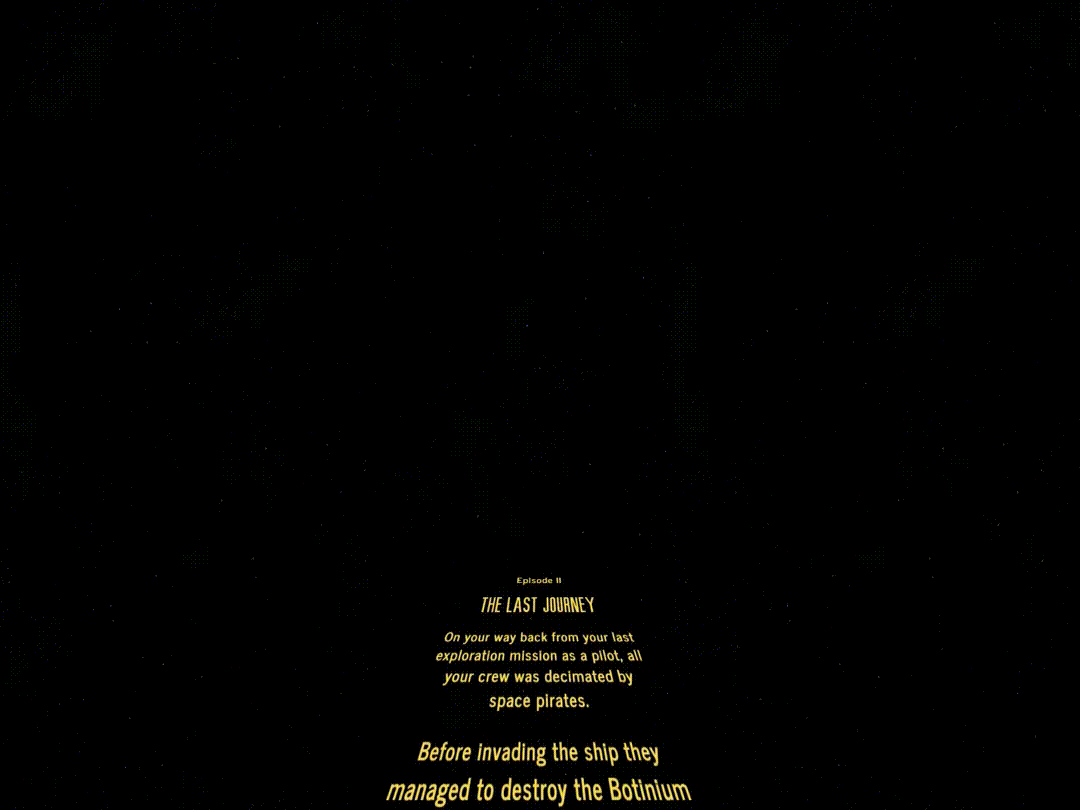 Episode II
THE LAST JOURNEY
On your way back from your last
exploration mission as a pilot, all
your crew was decimated by
space pirates.
Before invading the ship they
managed to destroy the Botinium